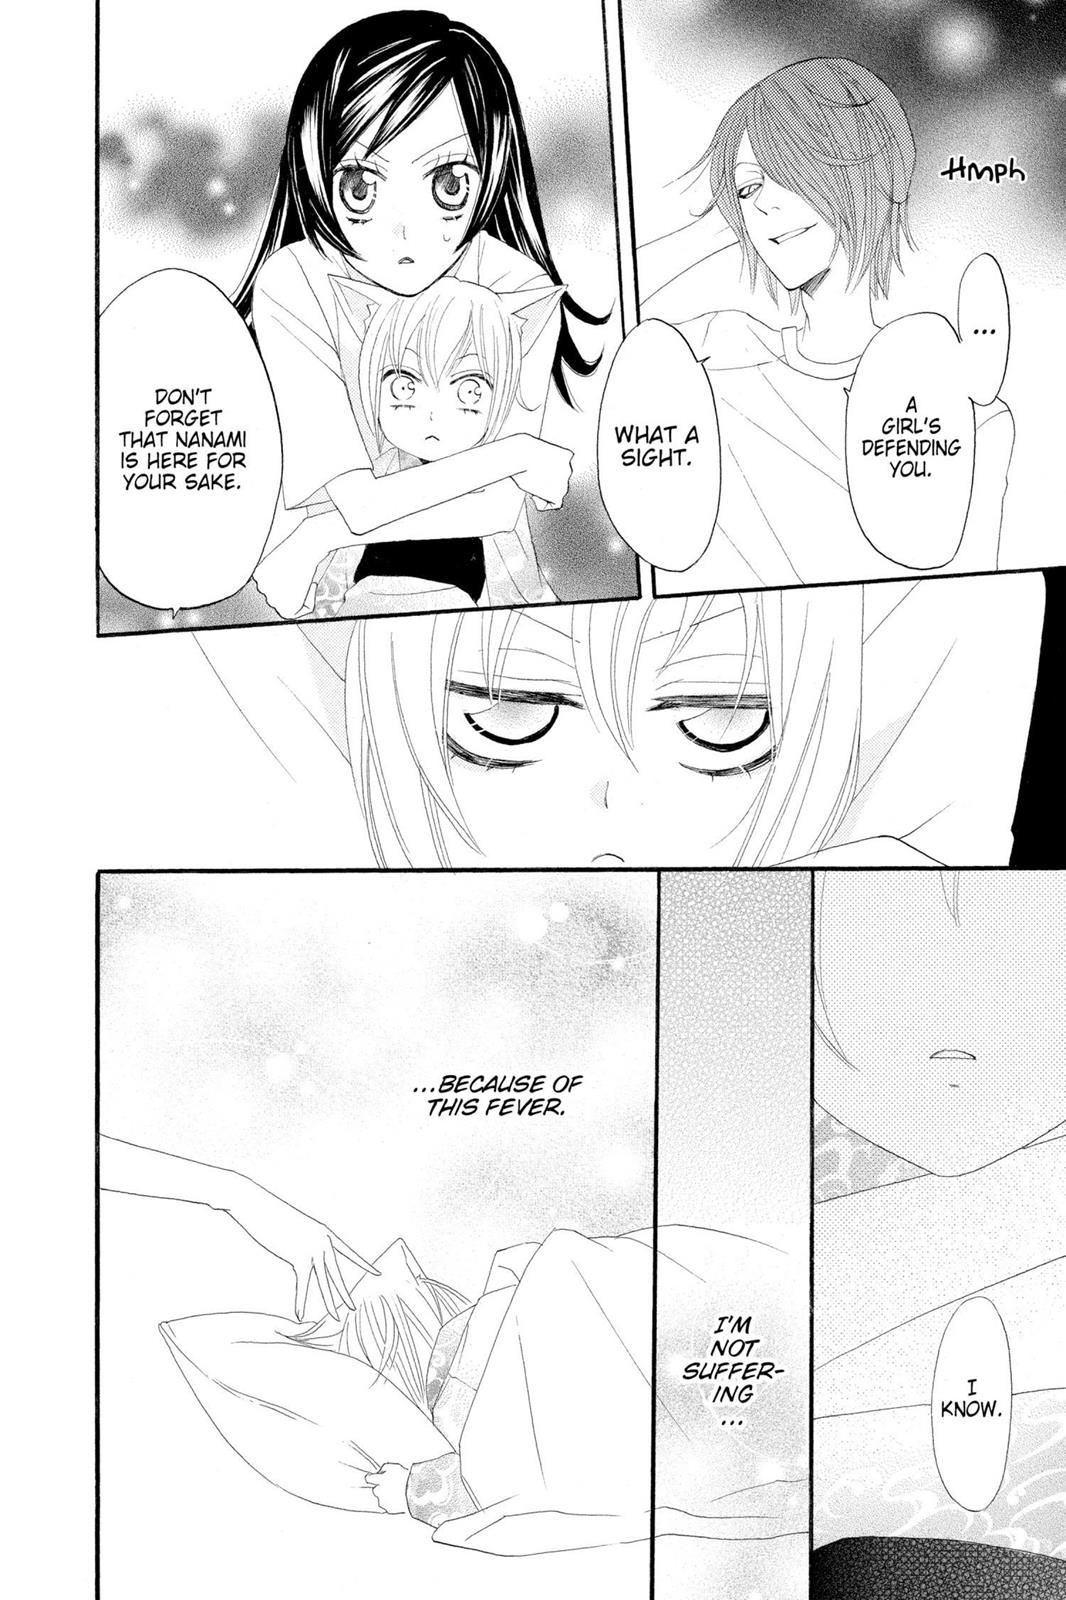 Hmph
...
A
GIRL'S
DEFENDING
YOU.
WHAT A
SIGHT.
DON'T
FORGET
THAT NANAMI
IS HERE FOR
YOUR SAKE.
I
KNOW.
I'M
NOT
SUFFER-
ING
...
...BECAUSE OF
THIS FEVER.